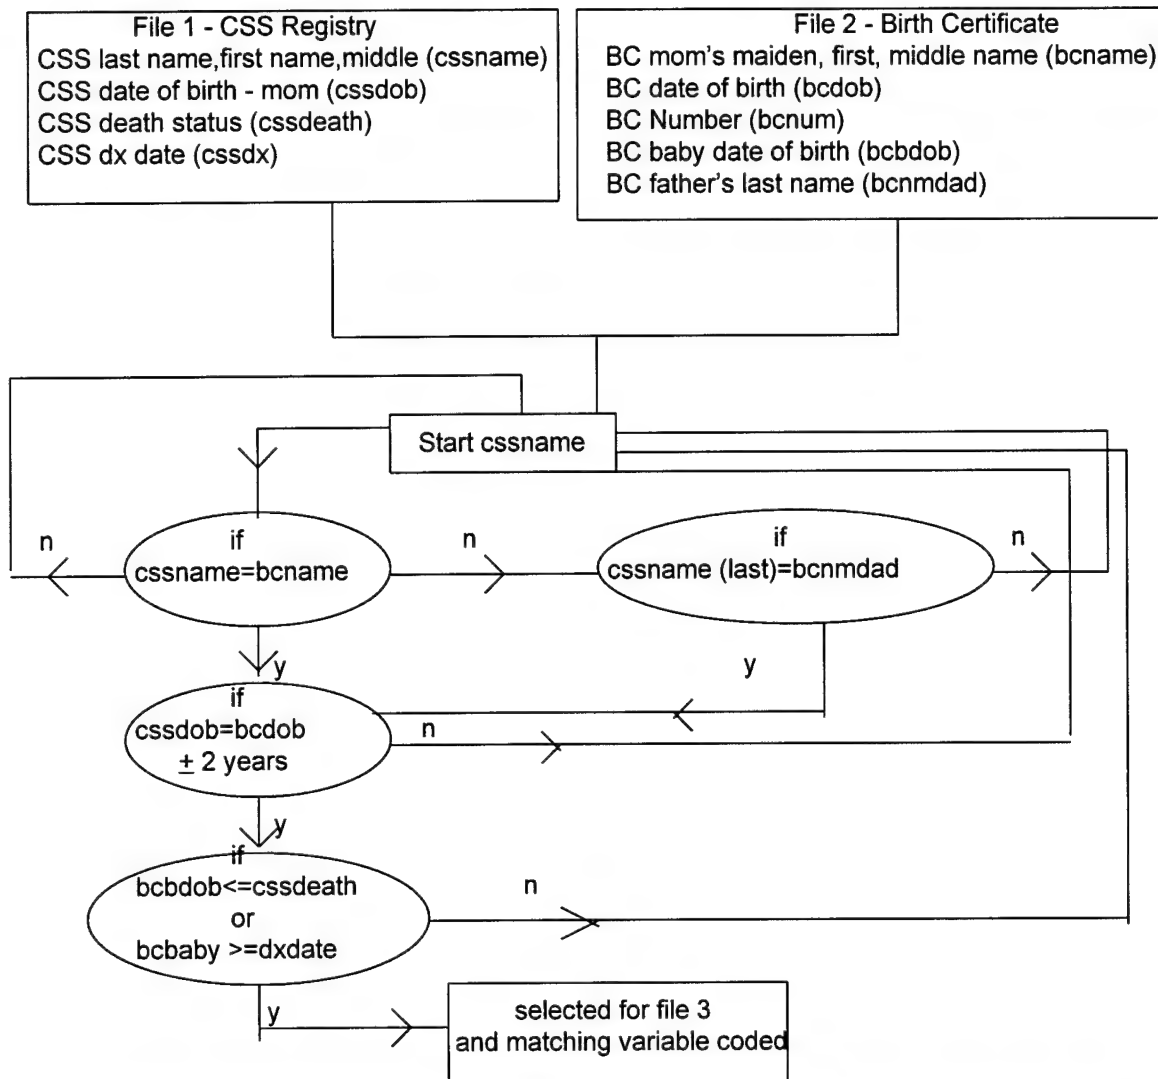 File 1 - CSS Registry
CSS last name,first name,middle (cssname)
CSS date of birth - mom (cssdob)
CSS death status (cssdeath)
CSS dx date (cssdx)
File 2 - Birth Certificate
BC mom's maiden, first, middle name (bcname)
BC date of birth (bcdob)
BC Number (bcnum)
BC baby date of birth (bcbdob)
BC father's last name (bcnmdad)
Start cssname
n
if
cssname=bcname
n
if
cssname (last)=bcnmdad
n
y
y
if
cssdob=bcdob
± 2 years
n
y
if
bcbdob<=cssdeath
or
bcbaby >=dxdate
n
y
selected for file 3
and matching variable coded